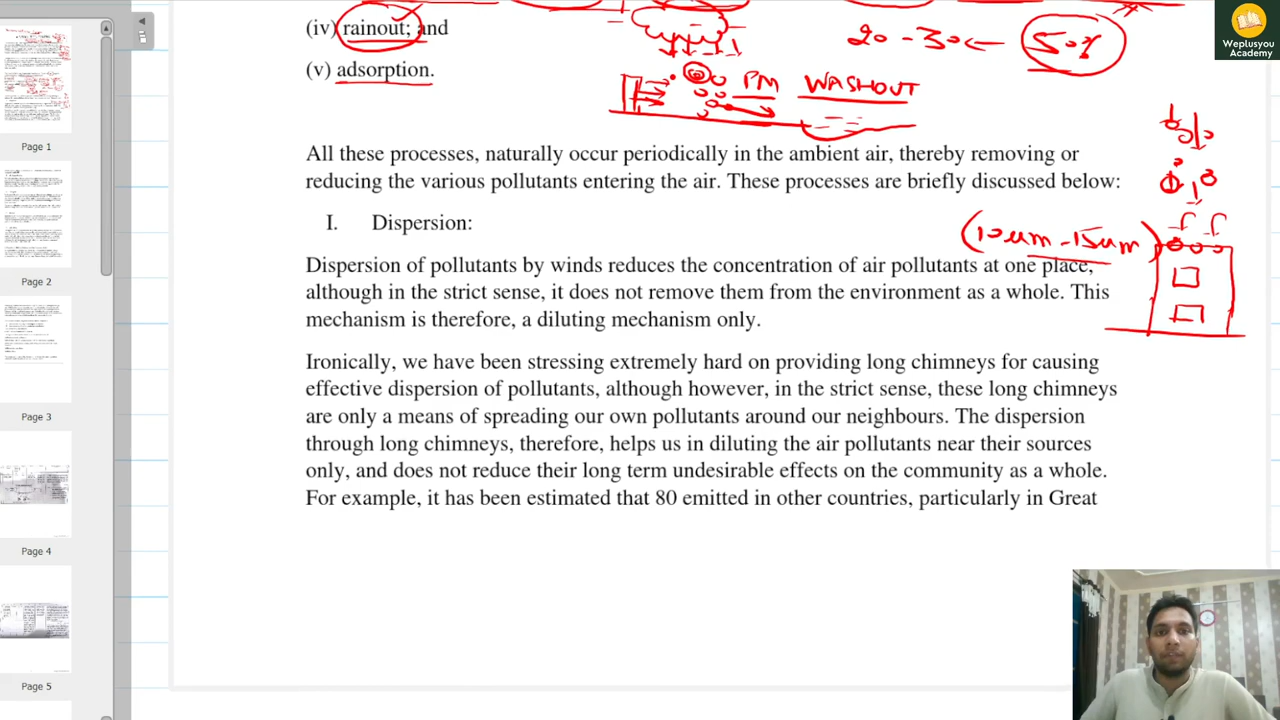 (iv) rainout; and
20 - 30 ← 50%
(v) adsorption.
PM WASHOUT
Weplusyou
Academy
All these processes, naturally occur periodically in the ambient air, thereby removing or
reducing the various pollutants entering the air. These processes are briefly discussed below:
I. Dispersion:
(10um - 15um)
Dispersion of pollutants by winds reduces the concentration of air pollutants at one place,
although in the strict sense, it does not remove them from the environment as a whole. This
mechanism is therefore, a diluting mechanism only.
Ironically, we have been stressing extremely hard on providing long chimneys for causing
effective dispersion of pollutants, although however, in the strict sense, these long chimneys
are only a means of spreading our own pollutants around our neighbours. The dispersion
through long chimneys, therefore, helps us in diluting the air pollutants near their sources
only, and does not reduce their long term undesirable effects on the community as a whole.
For example, it has been estimated that 80 emitted in other countries, particularly in Great
Page 1
Page 2
Page 3
Page 4
Page 5